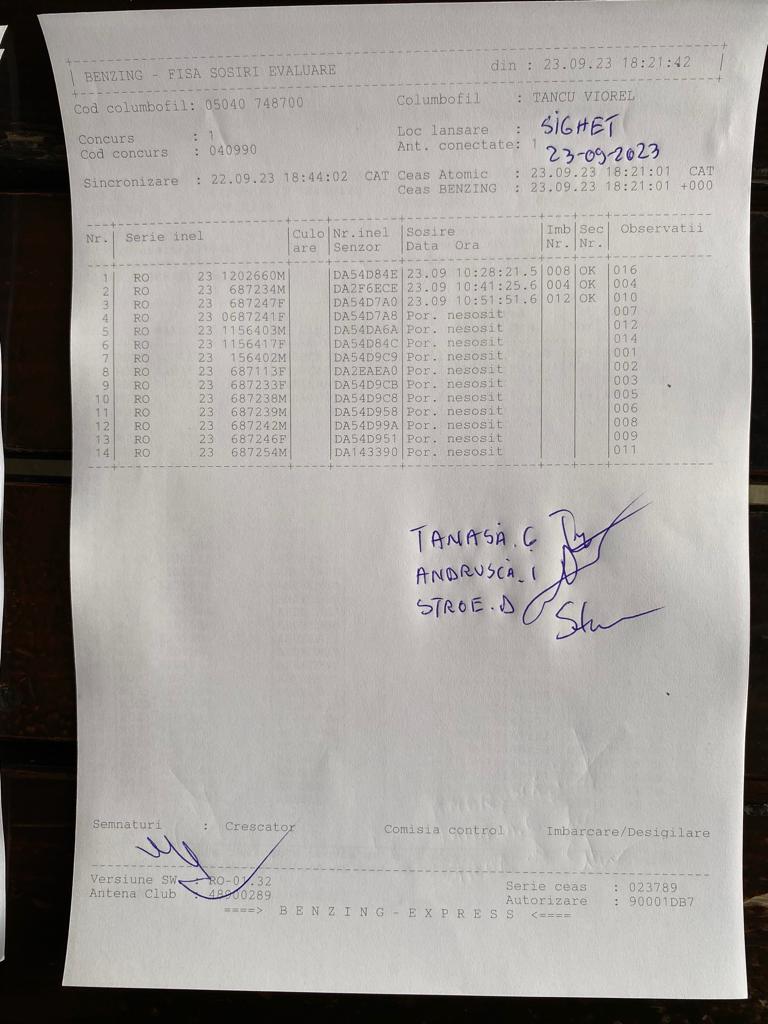 BENZING - FISA SOSIRI EVALUARE din : 23.09.23 18:21:42
Cod columbofil: 05040 748700 Columbofil : TANCU VIOREL
Concurs : 1 Loc lansare : SIGHET
Cod concurs : 040990 Ant. conectate: 1 23-09-2023
Sincronizare : 22.09.23 18:44:02 CAT Ceas Atomic : 23.09.23 18:21:01 CAT
Ceas BENZING : 23.09.23 18:21:01 +000
Nr. Serie inel Culo Nr.inel Sosire Imb Sec Observatii
are Senzor Data Ora Nr. Nr.
1 RO 23 1202660M DA54D84E 23.09 10:28:21.5 008 OK 016
2 RO 23 687234M DA2F6ECE 23.09 10:41:25.6 004 OK 004
3 RO 23 687247F DA54D7A0 23.09 10:51:51.6 012 OK 010
4 RO 23 0687241F DA54D7A8 Por. nesosit 007
5 RO 23 1156403M DA54DA6A Por. nesosit 012
6 RO 23 1156417F DA54D84C Por. nesosit 014
7 RO 23 156402M DA54D9C9 Por. nesosit 001
8 RO 23 687113F DA2EAEA0 Por. nesosit 002
9 RO 23 687233F DA54D9CB Por. nesosit 003
10 RO 23 687238M DA54D9C8 Por. nesosit 005
11 RO 23 687239M DA54D958 Por. nesosit 006
12 RO 23 687242M DA54D99A Por. nesosit 008
13 RO 23 687246F DA54D951 Por. nesosit 009
14 RO 23 687254M DA143390 Por. nesosit 011
TANASĂ. G
ANDRUSCĂ. I
STROE. D
Semnaturi : Crescator Comisia control Imbarcare/Desigilare
Versiune SW : RO-01.32 Serie ceas : 023789
Antena Club : 48900289 Autorizare : 90001DB7
====> B E N Z I N G - E X P R E S S <====